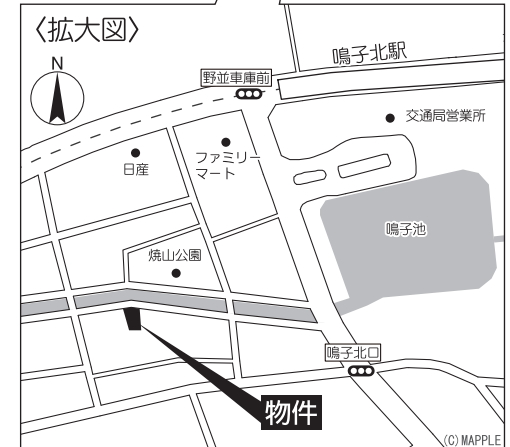 〈拡大図〉
N
鳴子北駅
野並車庫前
交通局営業所
日産
ファミリー
マート
鳴子池
焼山公園
鳴子北口
物件
(C) MAPPLE